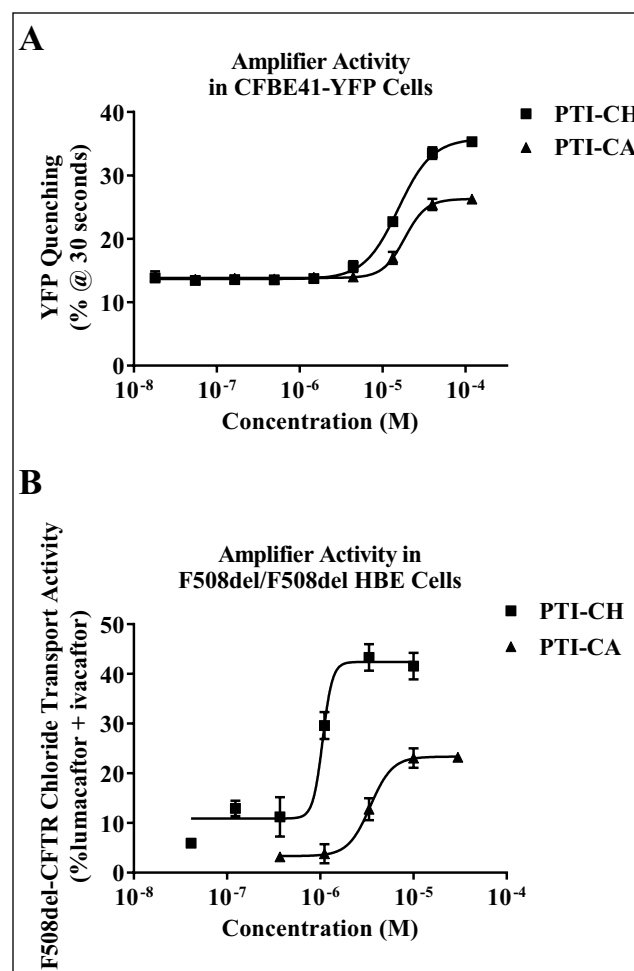 A
Amplifier Activity
in CFBE41-YFP Cells
PTI-CH
PTI-CA
YFP Quenching
(% @ 30 seconds)
40
30
20
10
0
10-8
10-7
10-6
10-5
10-4
Concentration (M)
B
Amplifier Activity in
F508del/F508del HBE Cells
PTI-CH
PTI-CA
F508del-CFTR Chloride Transport Activity
(%lumacaftor + ivacaftor)
50
40
30
20
10
0
10-8
10-7
10-6
10-5
10-4
Concentration (M)